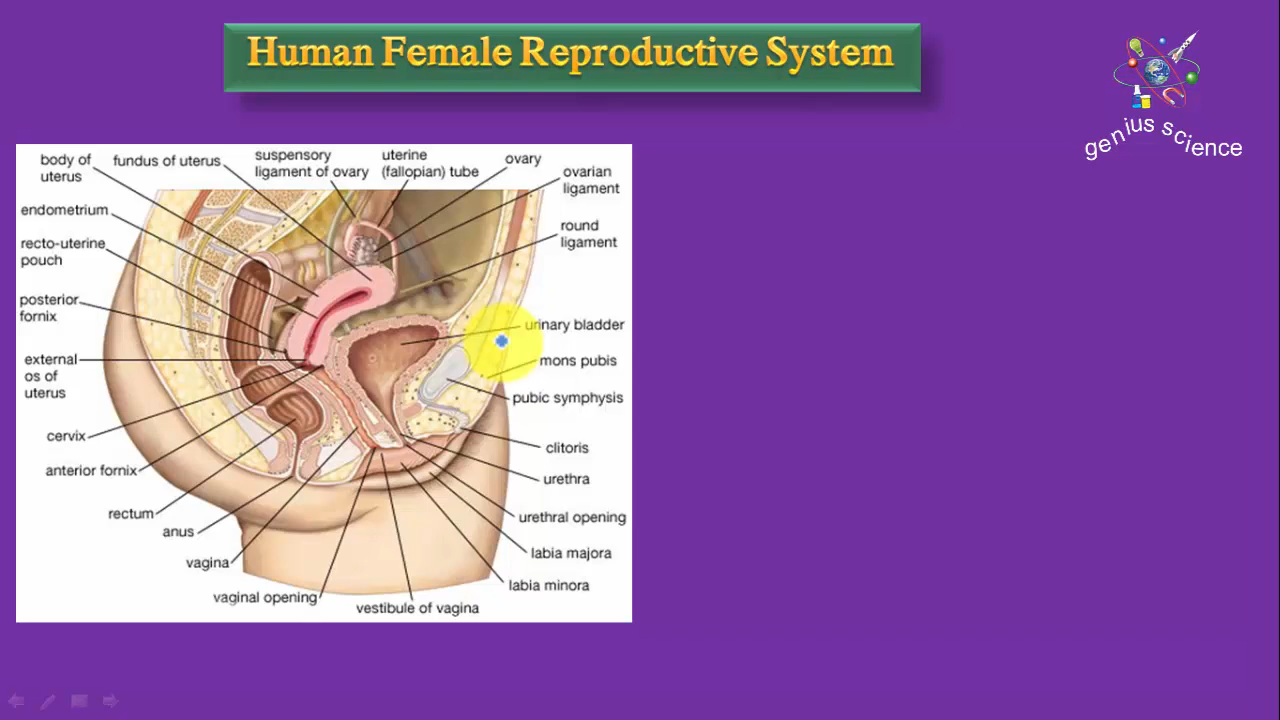 Human Female Reproductive System
genius science
body of
uterus
fundus of uterus
suspensory
ligament of ovary
uterine
(fallopian) tube
ovary
ovarian
ligament
endometrium
round
ligament
recto-uterine
pouch
posterior
fornix
urinary bladder
external
os of
uterus
mons pubis
pubic symphysis
cervix
clitoris
anterior fornix
urethra
rectum
urethral opening
anus
labia majora
vagina
labia minora
vaginal opening
vestibule of vagina